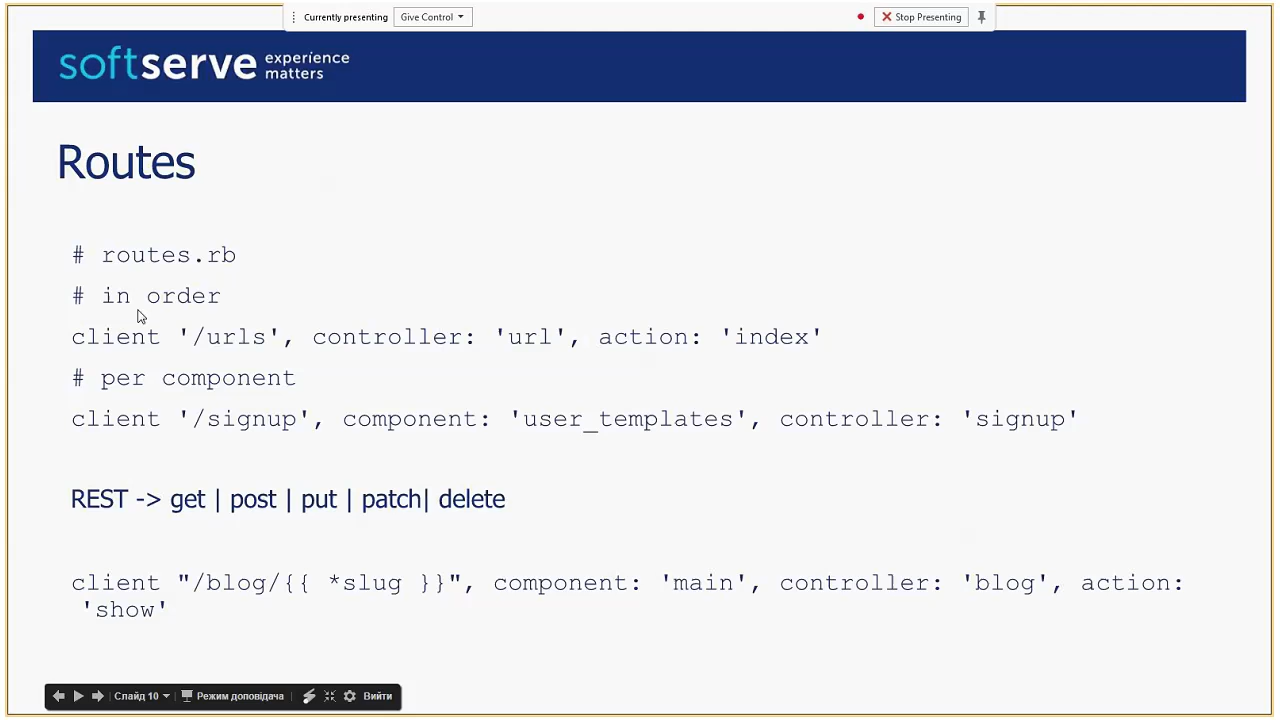 Currently presenting Give Control Stop Presenting
softserve experience matters
Routes
# routes.rb
# in order
client '/urls', controller: 'url', action: 'index'
# per component
client '/signup', component: 'user_templates', controller: 'signup'
REST -> get | post | put | patch| delete
client "/blog/{{ *slug }}", component: 'main', controller: 'blog', action:
'show'
Слайд 10 Режим доповідача Вийти